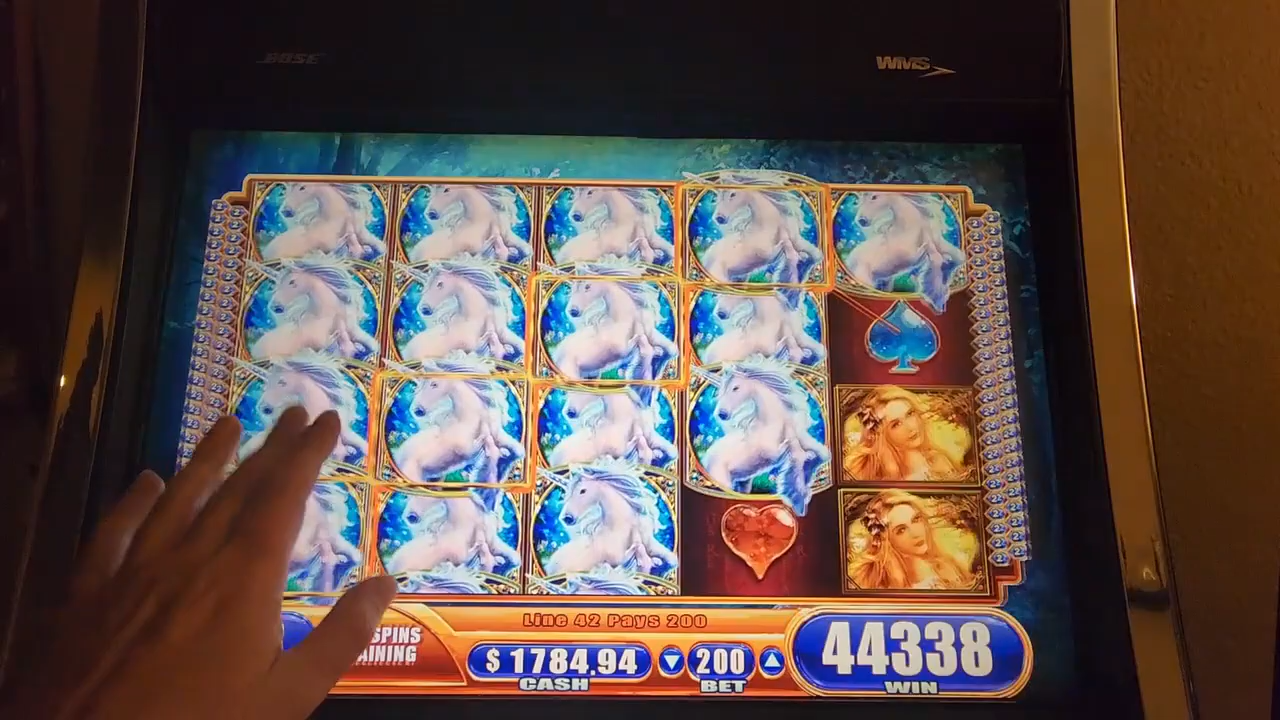 BOSE
WMS
Line 42 Pays 200
SPINS
AINING
$ 1784.94
CASH
200
BET
44338
WIN